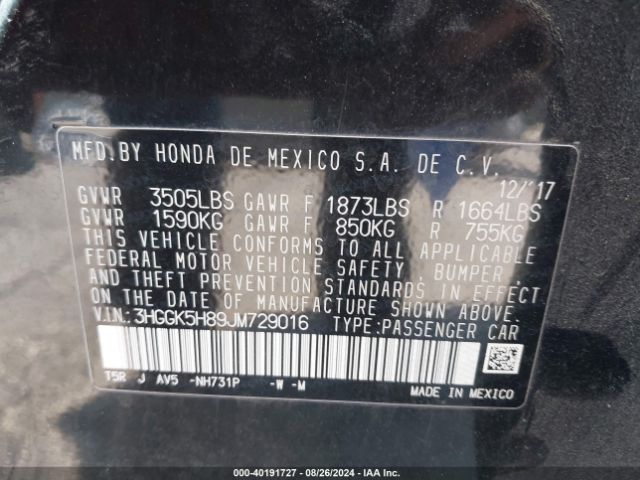 MFD.BY HONDA DE MEXICO S.A. DE C.V.
12/'17
GVWR 3505LBS GAWR F 1873LBS R 1664LBS
GVWR 1590KG GAWR F 850KG R 755KG
THIS VEHICLE CONFORMS TO ALL APPLICABLE
FEDERAL MOTOR VEHICLE SAFETY, BUMPER,
AND THEFT PREVENTION STANDARDS IN EFFECT
ON THE DATE OF MANUFACTURE SHOWN ABOVE.
V.I.N.: 3HGGK5H89JM729016 TYPE:PASSENGER CAR
T5R J AV5 -NH731P -W -M
MADE IN MEXICO
000-40191727 - 08/26/2024 - IAA Inc.